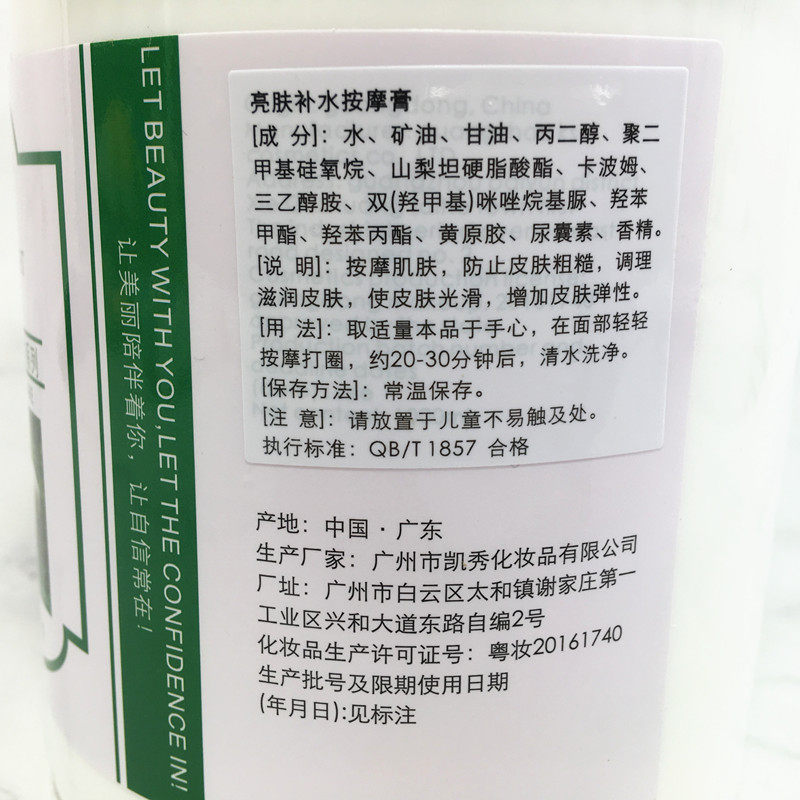 LET BEAUTY WITH YOU,LET THE CONFIDENCE IN!
让美丽陪伴着你，让自信常在！
亮肤补水按摩膏
[成 分]：水、矿油、甘油、丙二醇、聚二
甲基硅氧烷、山梨坦硬脂酸酯、卡波姆、
三乙醇胺、双(羟甲基)咪唑烷基脲、羟苯
甲酯、羟苯丙酯、黄原胶、尿囊素、香精。
[说 明]：按摩肌肤，防止皮肤粗糙，调理
滋润皮肤，使皮肤光滑，增加皮肤弹性。
[用 法]：取适量本品于手心，在面部轻轻
按摩打圈，约20-30分钟后，清水洗净。
[保存方法]：常温保存。
[注 意]：请放置于儿童不易触及处。
执行标准：QB/T 1857 合格
产地：中国·广东
生产厂家：广州市凯秀化妆品有限公司
厂址：广州市白云区太和镇谢家庄第一
工业区兴和大道东路自编2号
化妆品生产许可证号：粤妆20161740
生产批号及限期使用日期
(年月日):见标注